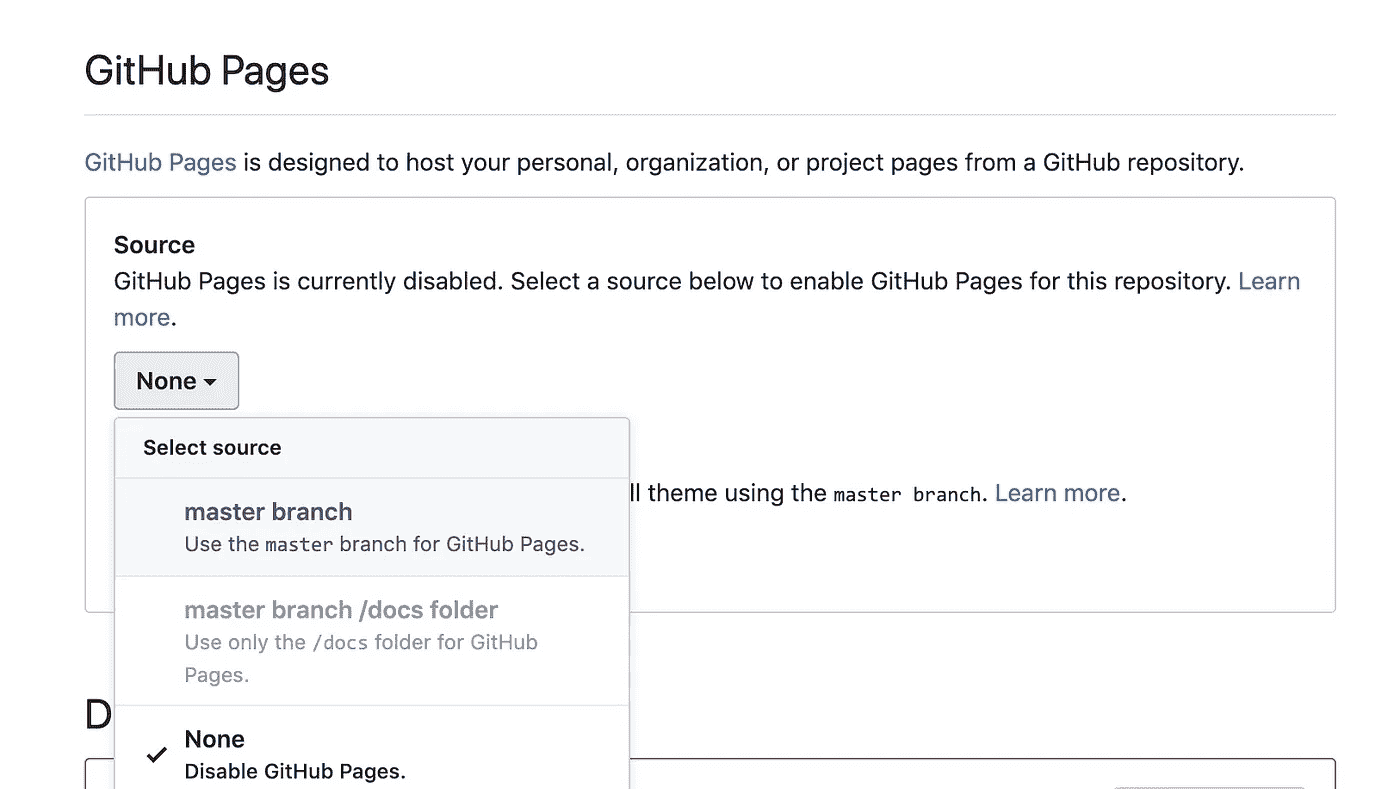 GitHub Pages
GitHub Pages is designed to host your personal, organization, or project pages from a GitHub repository.
Source
GitHub Pages is currently disabled. Select a source below to enable GitHub Pages for this repository. Learn
more.
None
Select source
theme using the master branch. Learn more.
master branch
Use the master branch for GitHub Pages.
master branch /docs folder
Use only the /docs folder for GitHub
Pages.
None
Disable GitHub Pages.